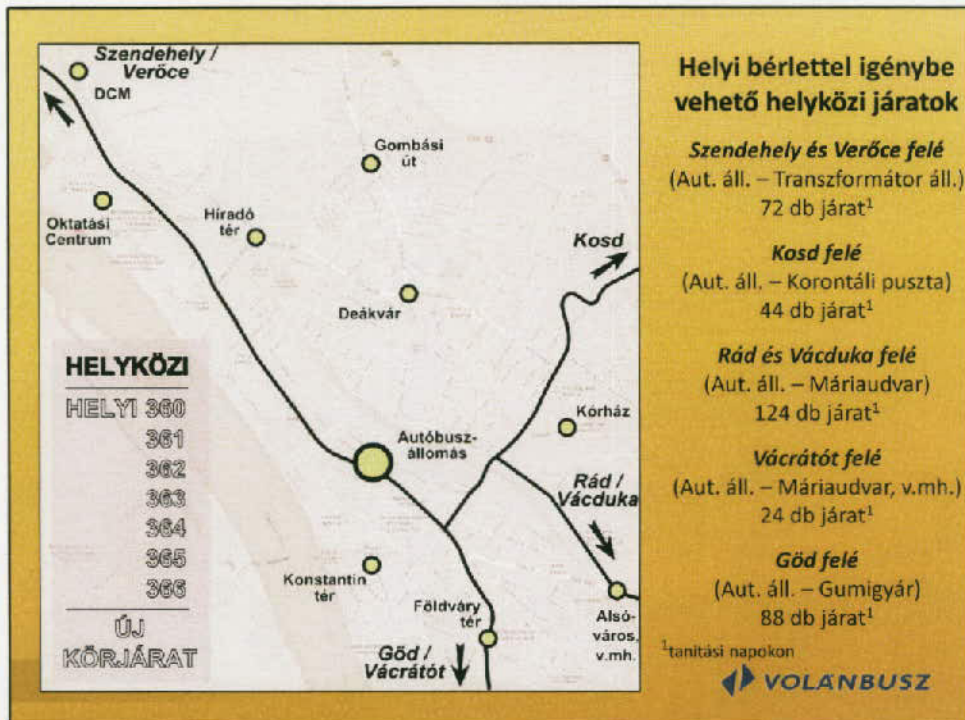 Szendehely /
Verőce
DCM
Gombási
út
Oktatási
Centrum
Híradó
tér
Kosd
Deákvár
HELYKÖZI
HELYI 360
361
362
363
364
365
366
ÚJ
KÖRJÁRAT
Autóbusz-
állomás
Kórház
Rád /
Vácduka
Konstantin
tér
Földváry
tér
Göd /
Vácrátót
Alsó-
város,
v.mh.
Helyi bérlettel igénybe
vehető helyközi járatok
Szendehely és Verőce felé
(Aut. áll. – Transzformátor áll.)
72 db járat¹
Kosd felé
(Aut. áll. – Korontáli puszta)
44 db járat¹
Rád és Vácduka felé
(Aut. áll. – Máriaudvar)
124 db járat¹
Vácrátót felé
(Aut. áll. – Máriaudvar, v.mh.)
24 db járat¹
Göd felé
(Aut. áll. – Gumigyár)
88 db járat¹
¹tanítási napokon
VOLÁNBUSZ